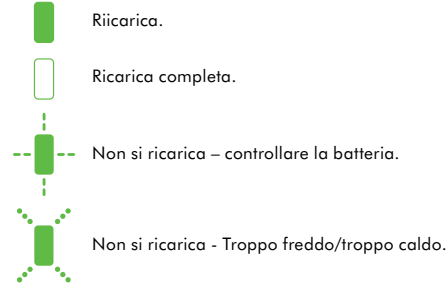 Riicarica.
Ricarica completa.
Non si ricarica – controllare la batteria.
Non si ricarica - Troppo freddo/troppo caldo.